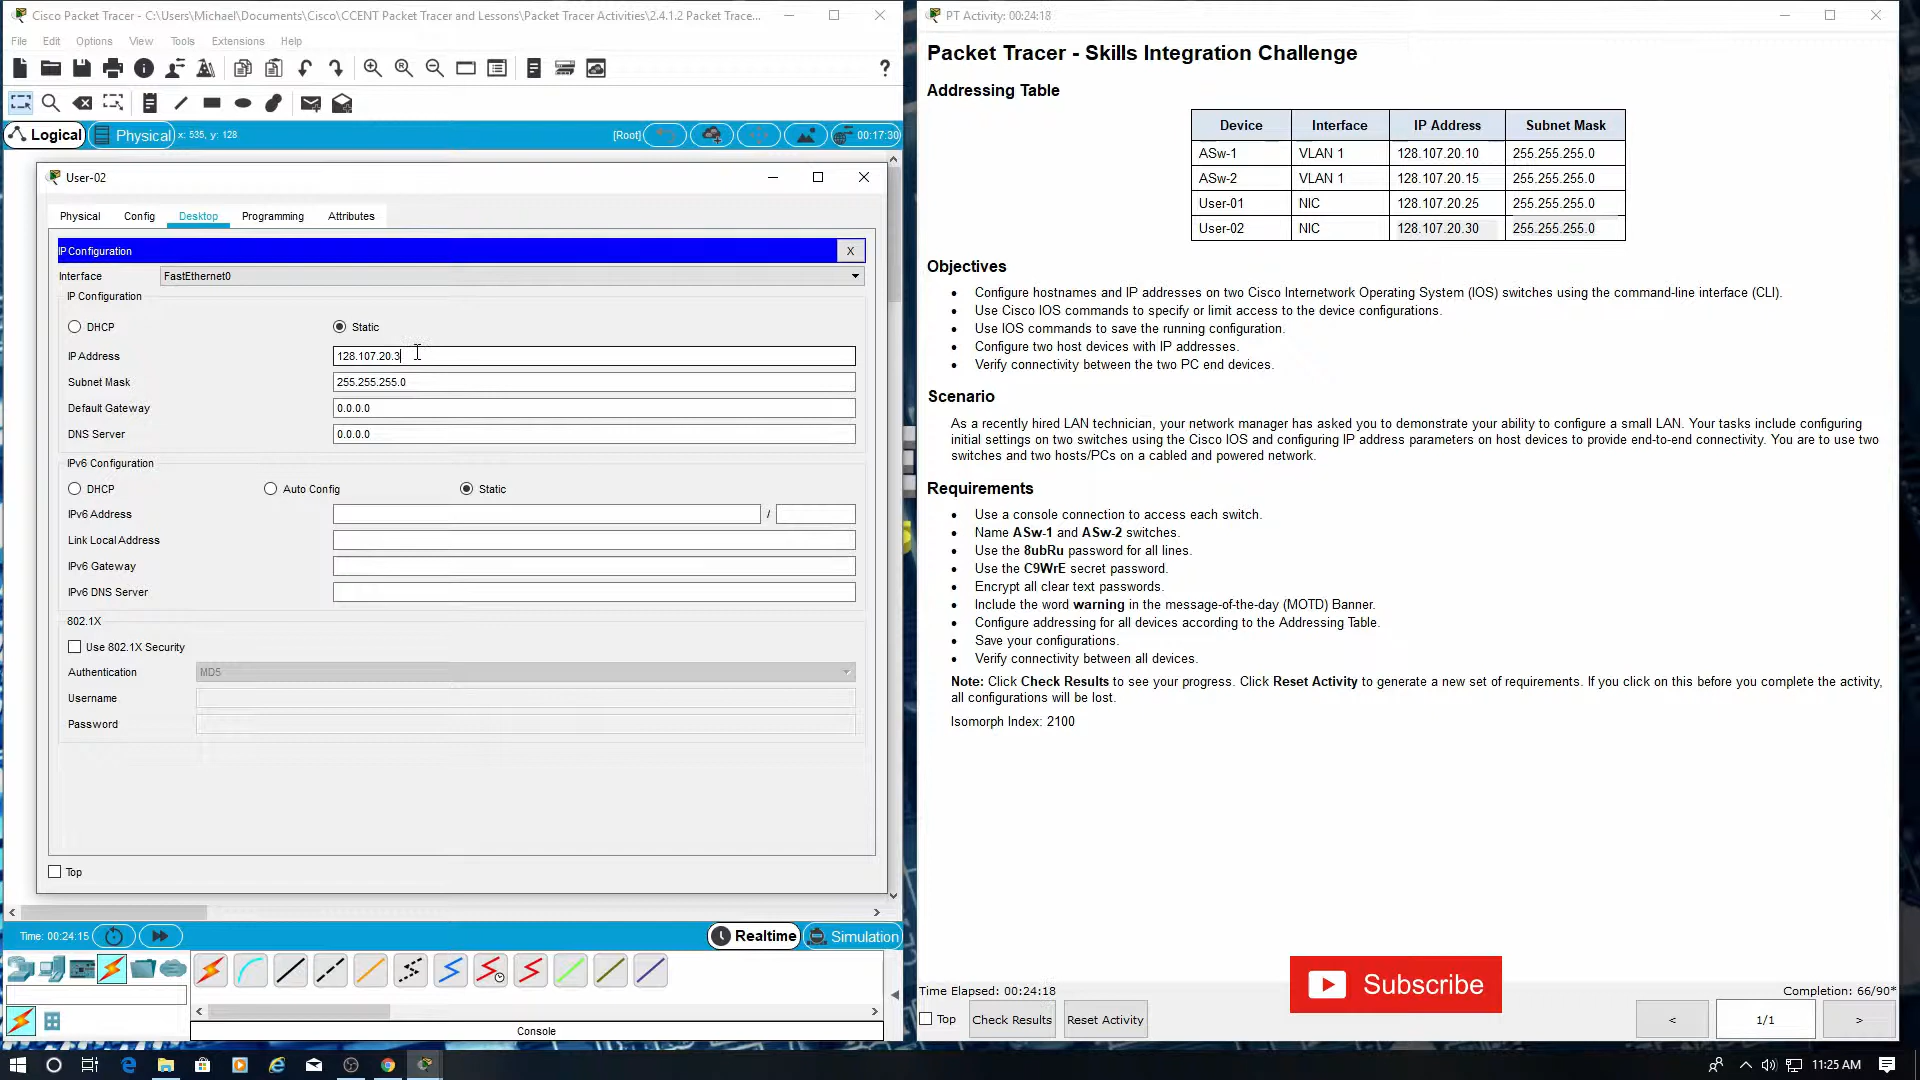 Cisco Packet Tracer - C:\Users\Michael\Documents\Cisco\CCENT Packet Tracer and Lessons\Packet Tracer Activities\2.4.1.2 Packet Trace...
File Edit Options View Tools Extensions Help
?
Logical Physical x: 535, y: 128 [Root] 00:17:30
User-02
Physical Config Desktop Programming Attributes
IP Configuration X
Interface FastEthernet0
IP Configuration
DHCP Static
IP Address 128.107.20.3
Subnet Mask 255.255.255.0
Default Gateway 0.0.0.0
DNS Server 0.0.0.0
IPv6 Configuration
DHCP Auto Config Static
IPv6 Address /
Link Local Address
IPv6 Gateway
IPv6 DNS Server
802.1X
Use 802.1X Security
Authentication MD5
Username
Password
Top
Time: 00:24:15 Realtime Simulation
Console
PT Activity: 00:24:18
Packet Tracer - Skills Integration Challenge
Addressing Table
Device Interface IP Address Subnet Mask
ASw-1 VLAN 1 128.107.20.10 255.255.255.0
ASw-2 VLAN 1 128.107.20.15 255.255.255.0
User-01 NIC 128.107.20.25 255.255.255.0
User-02 NIC 128.107.20.30 255.255.255.0
Objectives
• Configure hostnames and IP addresses on two Cisco Internetwork Operating System (IOS) switches using the command-line interface (CLI).
• Use Cisco IOS commands to specify or limit access to the device configurations.
• Use IOS commands to save the running configuration.
• Configure two host devices with IP addresses.
• Verify connectivity between the two PC end devices.
Scenario
As a recently hired LAN technician, your network manager has asked you to demonstrate your ability to configure a small LAN. Your tasks include configuring
initial settings on two switches using the Cisco IOS and configuring IP address parameters on host devices to provide end-to-end connectivity. You are to use two
switches and two hosts/PCs on a cabled and powered network.
Requirements
• Use a console connection to access each switch.
• Name ASw-1 and ASw-2 switches.
• Use the 8ubRu password for all lines.
• Use the C9WrE secret password.
• Encrypt all clear text passwords.
• Include the word warning in the message-of-the-day (MOTD) Banner.
• Configure addressing for all devices according to the Addressing Table.
• Save your configurations.
• Verify connectivity between all devices.
Note: Click Check Results to see your progress. Click Reset Activity to generate a new set of requirements. If you click on this before you complete the activity,
all configurations will be lost.
Isomorph Index: 2100
Subscribe
Time Elapsed: 00:24:18 Completion: 66/90*
Top Check Results Reset Activity < 1/1 >
11:25 AM